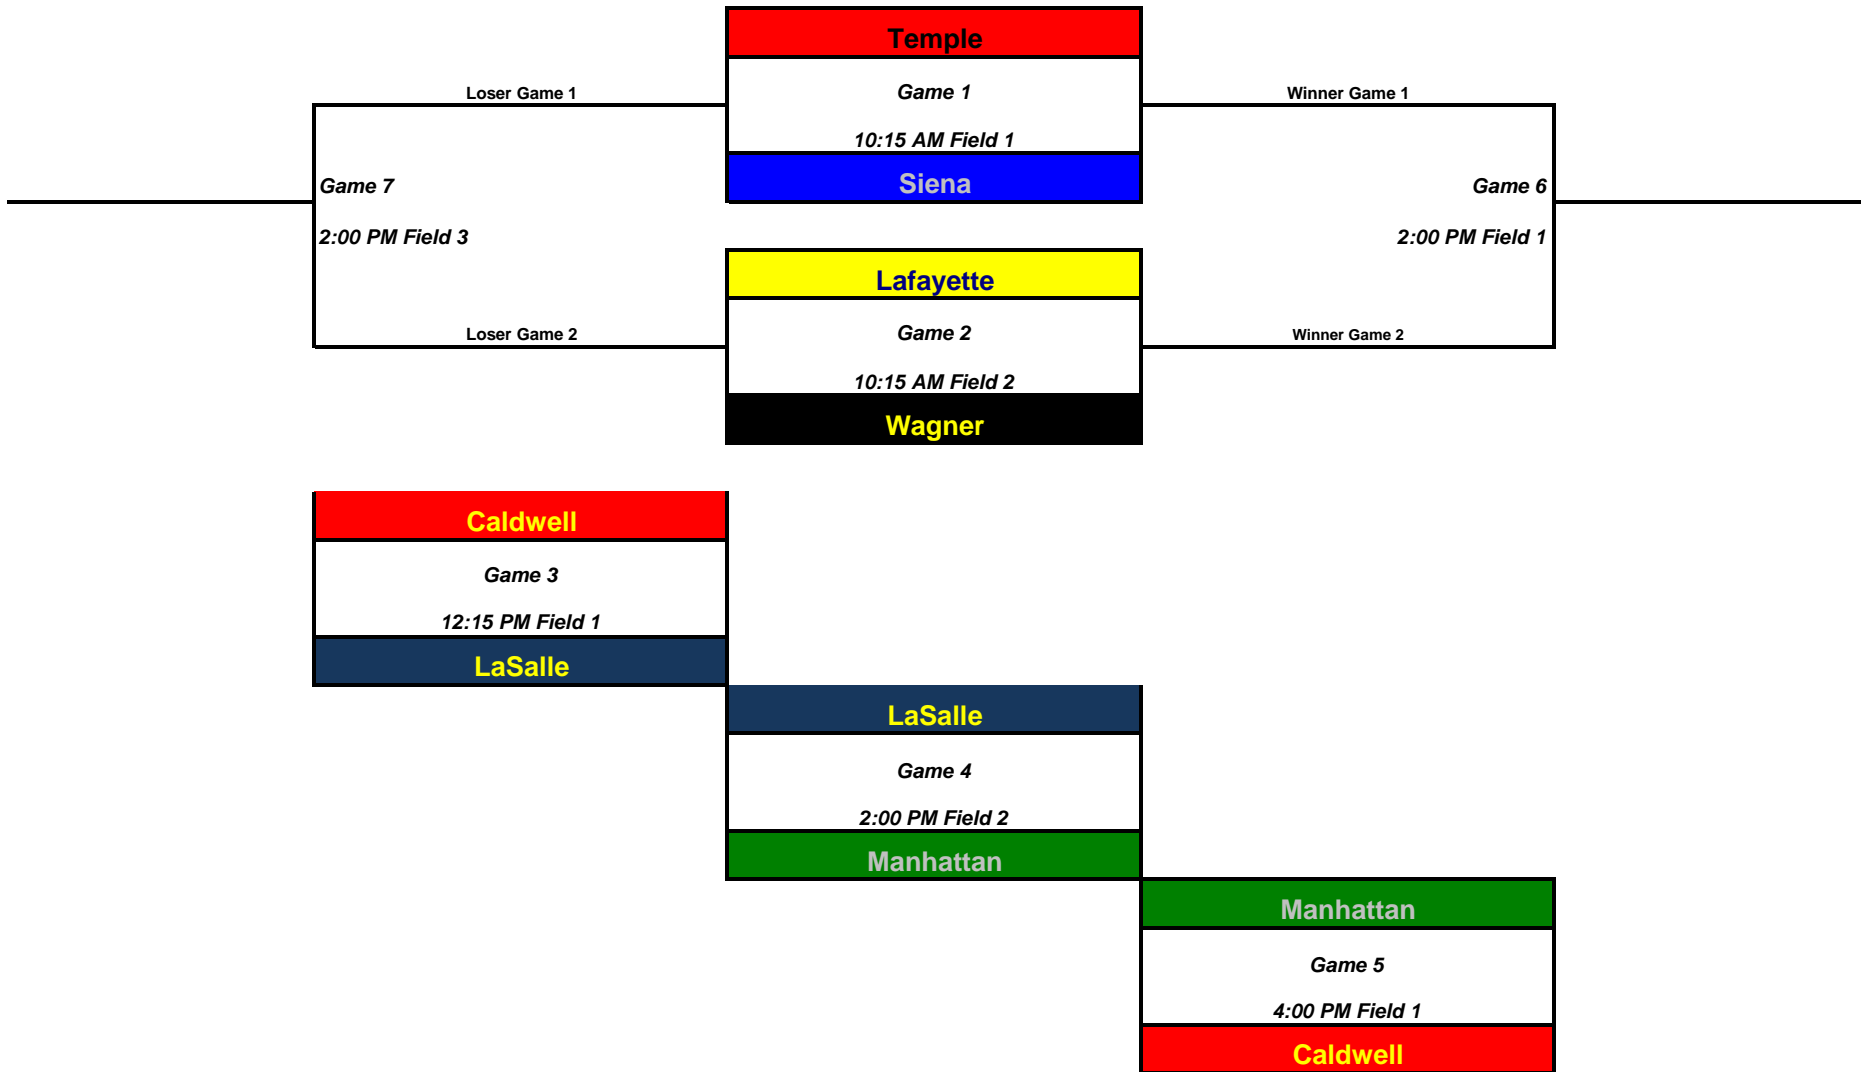 Temple
Loser Game 1
Game 1
Winner Game 1
10:15 AM Field 1
Game 7
Siena
Game 6
2:00 PM Field 3
2:00 PM Field 1
Lafayette
Loser Game 2
Game 2
Winner Game 2
10:15 AM Field 2
Wagner
Caldwell
Game 3
12:15 PM Field 1
LaSalle
LaSalle
Game 4
2:00 PM Field 2
Manhattan
Manhattan
Game 5
4:00 PM Field 1
Caldwell